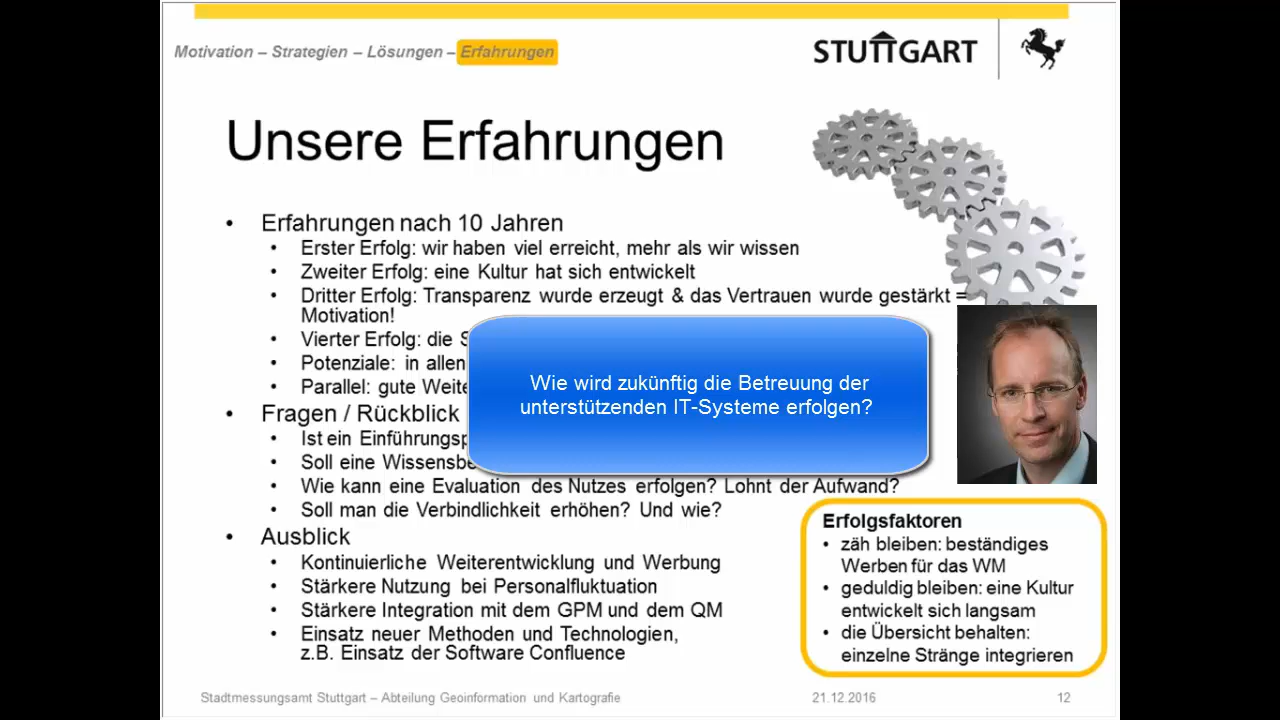 Motivation – Strategien – Lösungen – Erfahrungen
STUTTGART
Unsere Erfahrungen
• Erfahrungen nach 10 Jahren
• Erster Erfolg: wir haben viel erreicht, mehr als wir wissen
• Zweiter Erfolg: eine Kultur hat sich entwickelt
• Dritter Erfolg: Transparenz wurde erzeugt & das Vertrauen wurde gestärkt =
Motivation!
• Vierter Erfolg: die
• Potenziale: in allen
• Parallel: gute
Wie wird zukünftig die Betreuung der
unterstützenden IT-Systeme erfolgen?
• Fragen / Rückblick
• Ist ein
• Soll eine
• Wie kann eine Evaluation des Nutzes erfolgen? Lohnt der Aufwand?
• Soll man die Verbindlichkeit erhöhen? Und wie?
• Ausblick
• Kontinuierliche Weiterentwicklung und Werbung
• Stärkere Nutzung bei Personalfluktuation
• Stärkere Integration mit dem GPM und dem QM
• Einsatz neuer Methoden und Technologien,
z.B. Einsatz der Software Confluence
Erfolgsfaktoren
• zäh bleiben: beständiges
Werben für das WM
• geduldig bleiben: eine Kultur
entwickelt sich langsam
• die Übersicht behalten:
einzelne Stränge integrieren
Stadtmessungsamt Stuttgart – Abteilung Geoinformation und Kartografie
21.12.2016
12